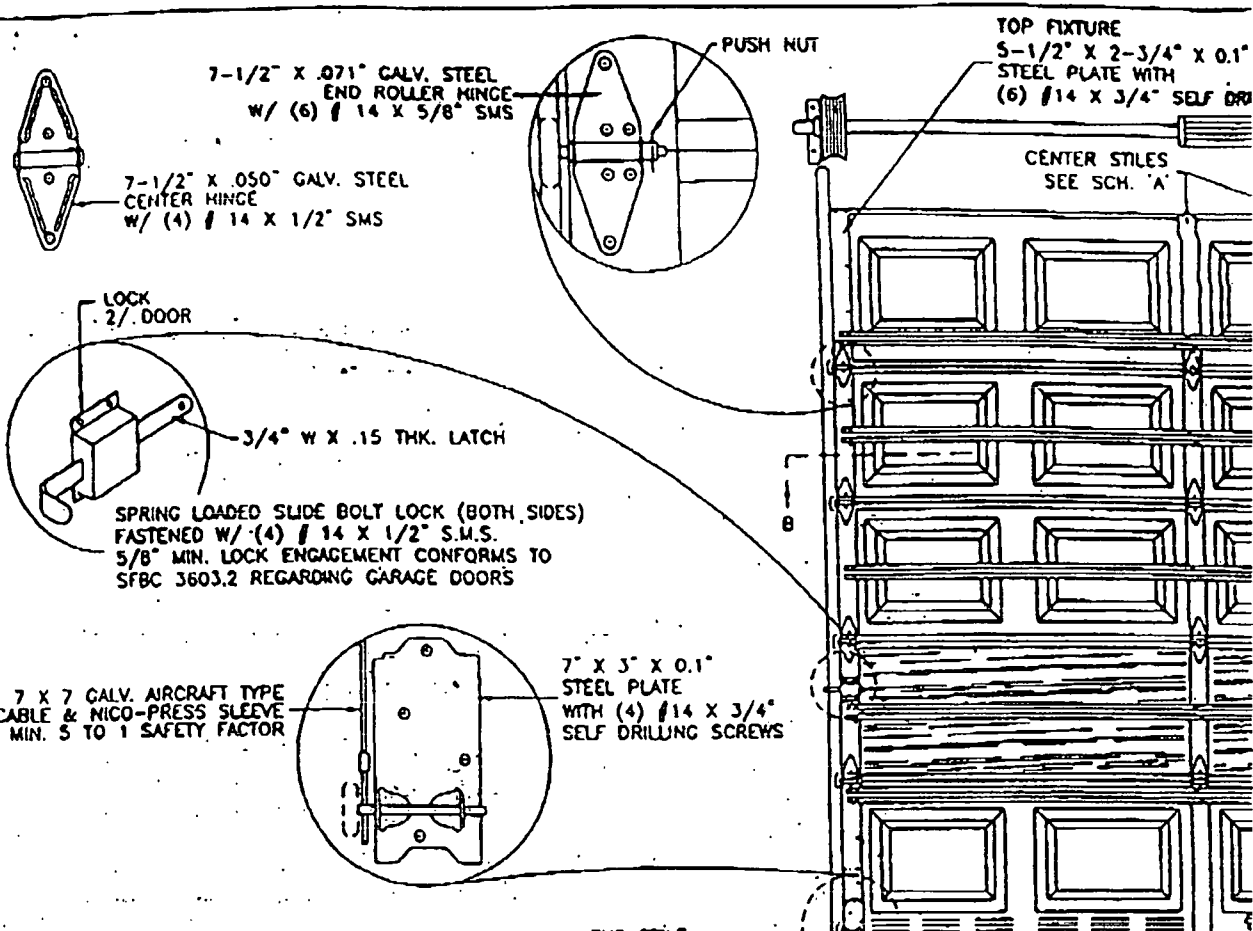 7-1/2" X .071" GALV. STEEL
END ROLLER HINGE
W/ (6) # 14 X 5/8" SMS
PUSH NUT
TOP FIXTURE
5-1/2" X 2-3/4" X 0.1"
STEEL PLATE WITH
(6) #14 X 3/4" SELF
CENTER STILES
SEE SCH. 'A'
7-1/2" X .050" GALV. STEEL
CENTER HINGE
W/ (4) # 14 X 1/2" SMS
LOCK
2/ DOOR
3/4" W X .15 THK. LATCH
SPRING LOADED SLIDE BOLT LOCK (BOTH SIDES)
FASTENED W/ (4) # 14 X 1/2" S.M.S.
5/8" MIN. LOCK ENGAGEMENT CONFORMS TO
SFBC 3603.2 REGARDING GARAGE DOORS
B
7 X 7 GALV. AIRCRAFT TYPE
CABLE & NICO-PRESS SLEEVE
MIN. 5 TO 1 SAFETY FACTOR
7" X 3" X 0.1"
STEEL PLATE
WITH (4) #14 X 3/4"
SELF DRILLING SCREWS